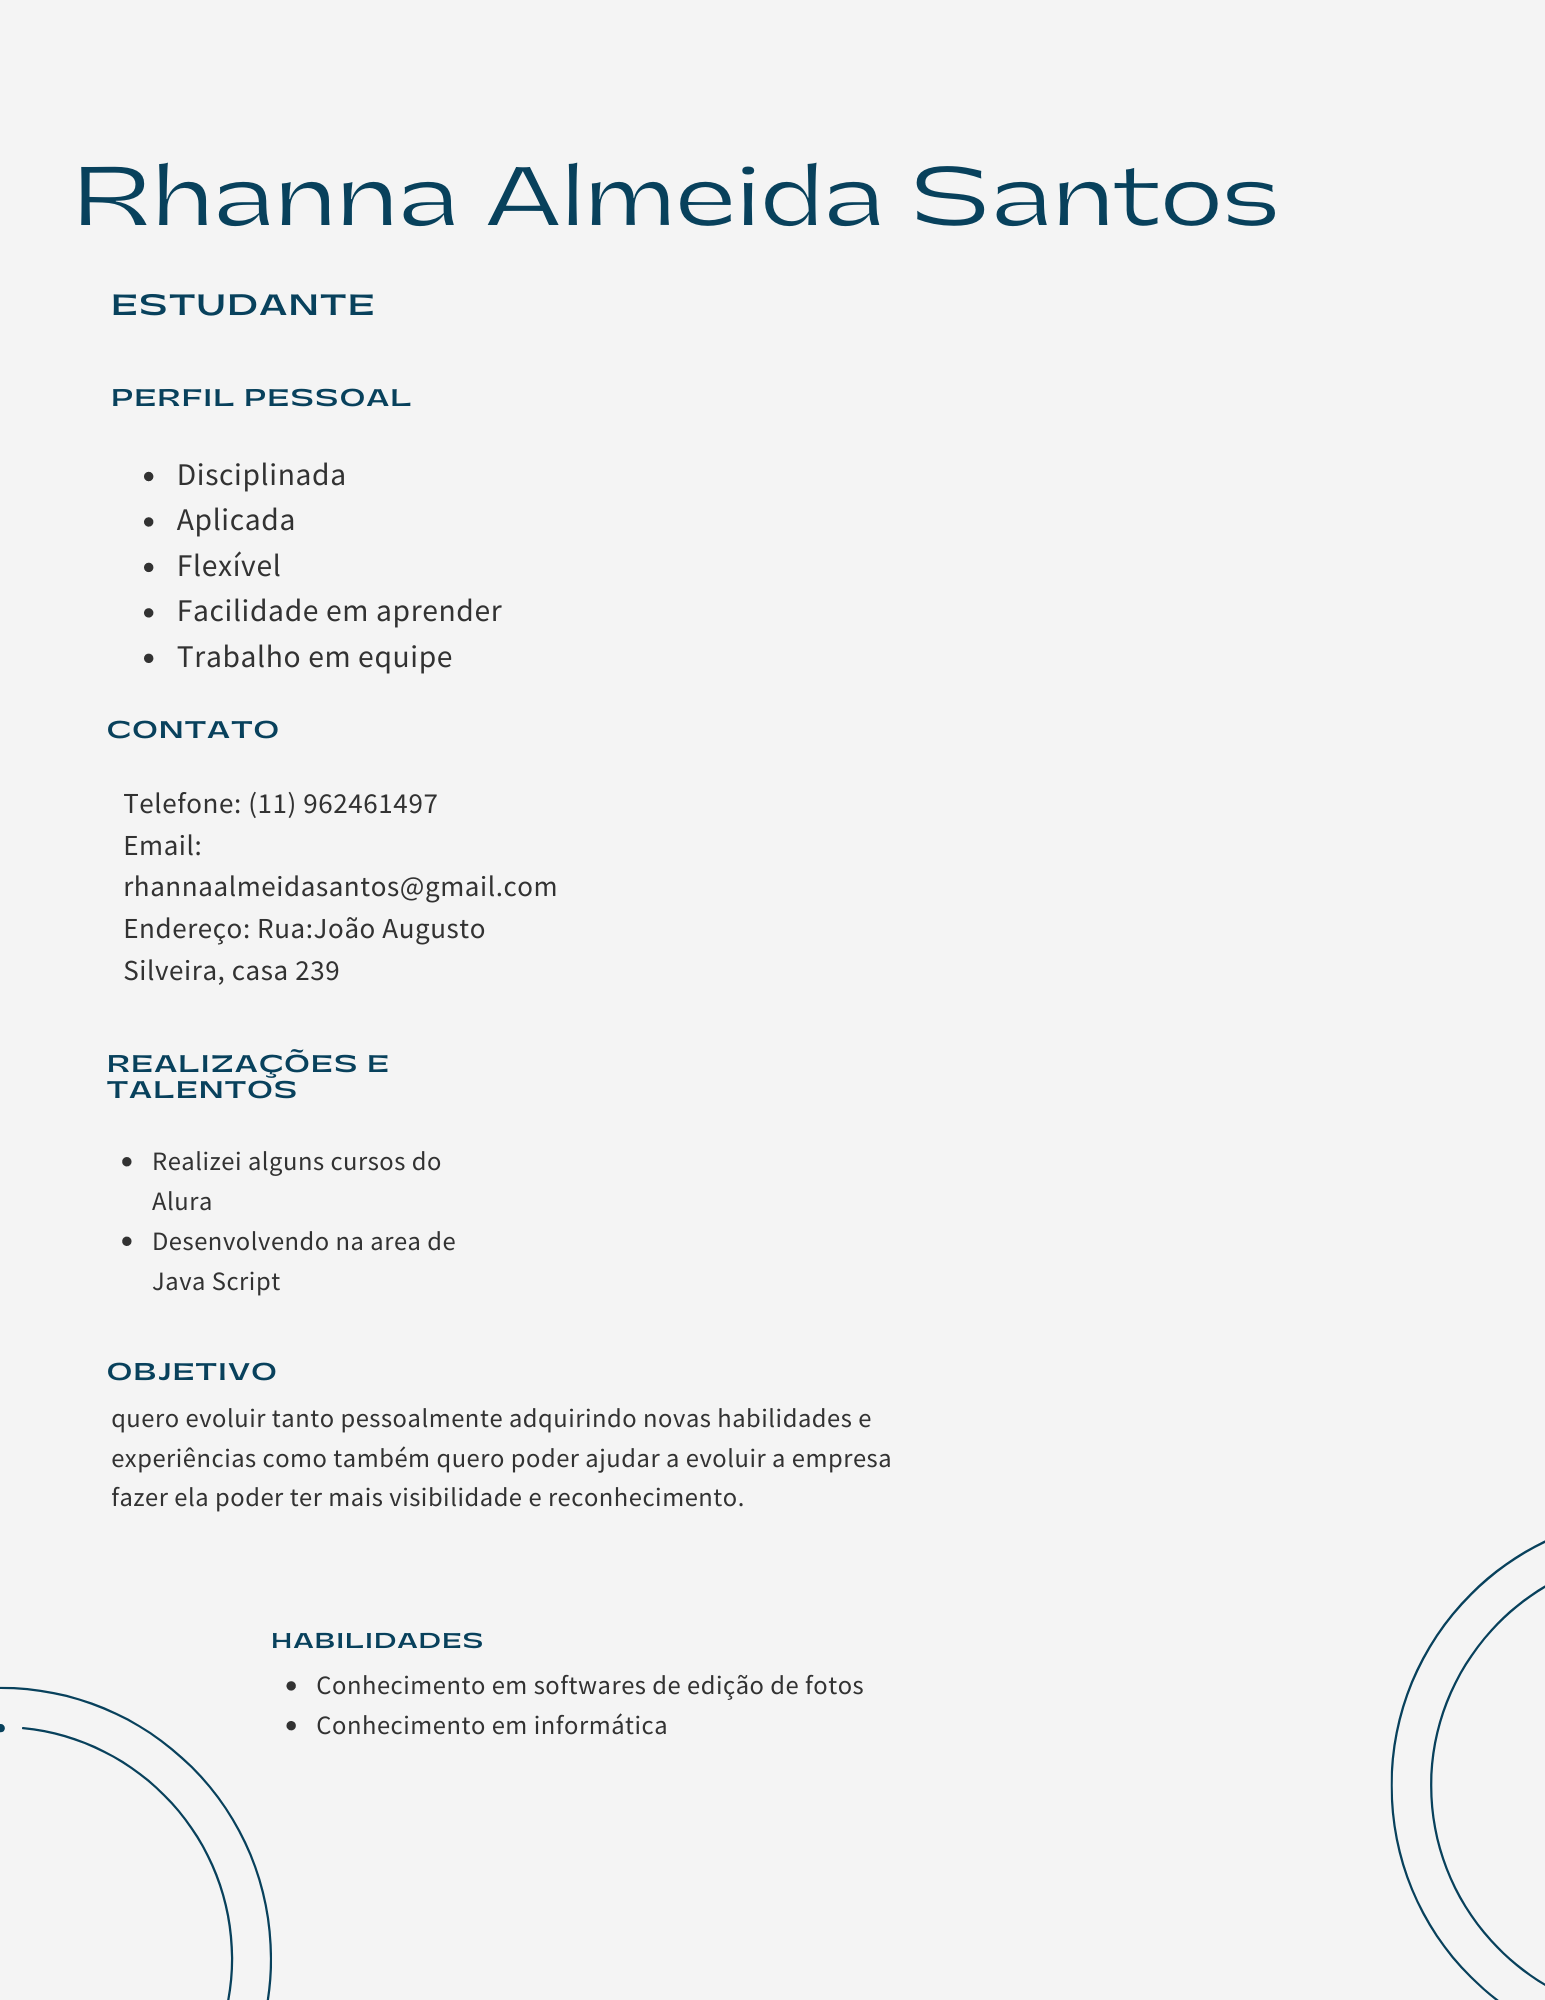 Rhanna Almeida Santos
ESTUDANTE
PERFIL PESSOAL
• Disciplinada
• Aplicada
• Flexível
• Facilidade em aprender
• Trabalho em equipe
CONTATO
Telefone: (11) 962461497
Email:
rhannaalmeidasantos@gmail.com
Endereço: Rua:João Augusto
Silveira, casa 239
REALIZAÇÕES E
TALENTOS
• Realizei alguns cursos do
Alura
• Desenvolvendo na area de
Java Script
OBJETIVO
quero evoluir tanto pessoalmente adquirindo novas habilidades e
experiências como também quero poder ajudar a evoluir a empresa
fazer ela poder ter mais visibilidade e reconhecimento.
HABILIDADES
• Conhecimento em softwares de edição de fotos
• Conhecimento em informática